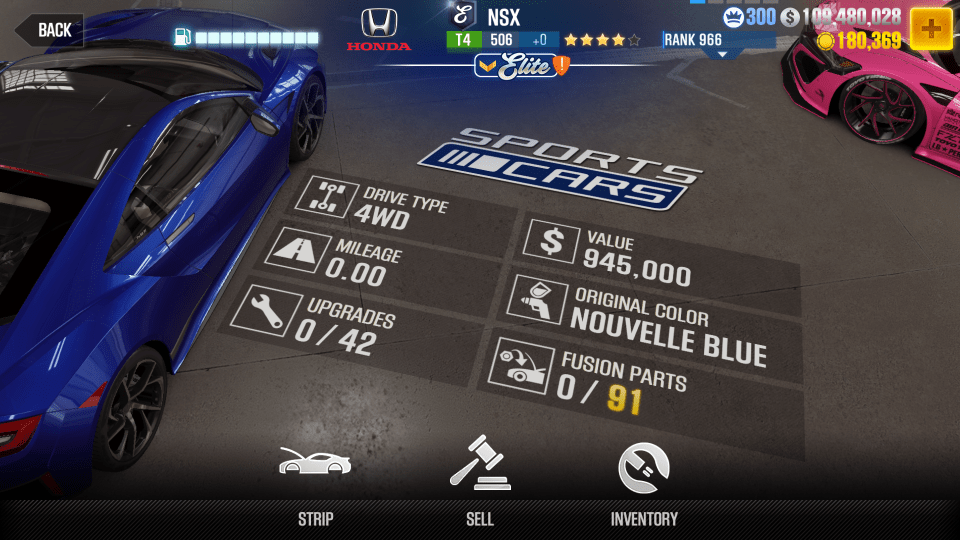 BACK
HONDA
NSX
T4 506 +0
Elite
RANK 966
300 $ 109,480,028
180,369
SPORTS
CARS
DRIVE TYPE
4WD
MILEAGE
0.00
UPGRADES
0 / 42
VALUE
945,000
ORIGINAL COLOR
NOUVELLE BLUE
FUSION PARTS
0 / 91
STRIP
SELL
INVENTORY